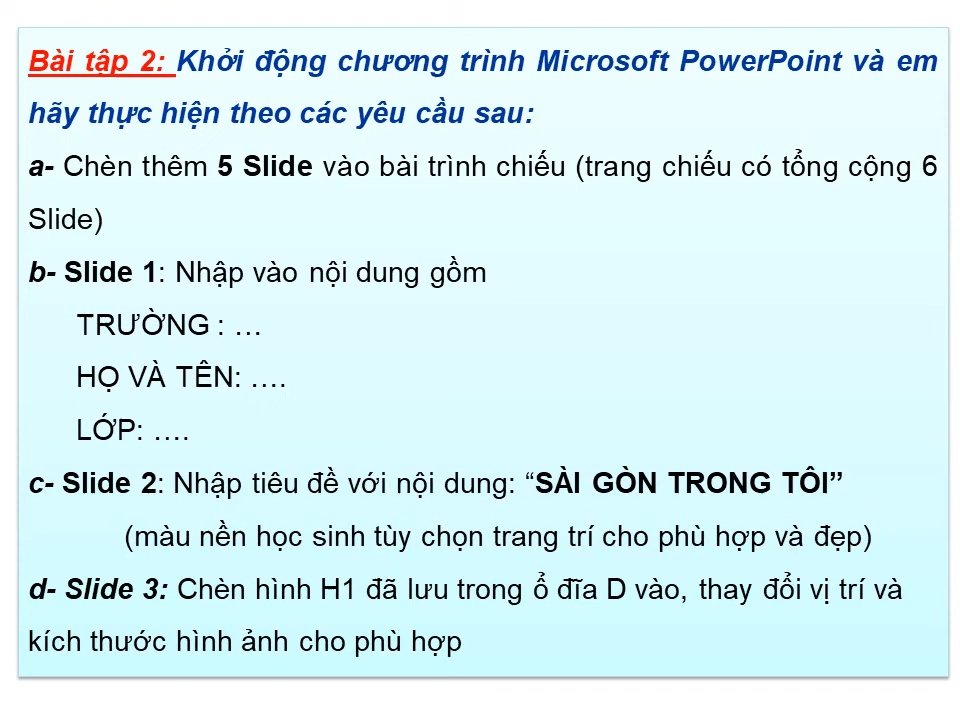 Bài tập 2: Khởi động chương trình Microsoft PowerPoint và em
hãy thực hiện theo các yêu cầu sau:
a- Chèn thêm 5 Slide vào bài trình chiếu (trang chiếu có tổng cộng 6
Slide)
b- Slide 1: Nhập vào nội dung gồm
TRƯỜNG : …
HỌ VÀ TÊN: ….
LỚP: ….
c- Slide 2: Nhập tiêu đề với nội dung: “SÀI GÒN TRONG TÔI”
(màu nền học sinh tùy chọn trang trí cho phù hợp và đẹp)
d- Slide 3: Chèn hình H1 đã lưu trong ổ đĩa D vào, thay đổi vị trí và
kích thước hình ảnh cho phù hợp